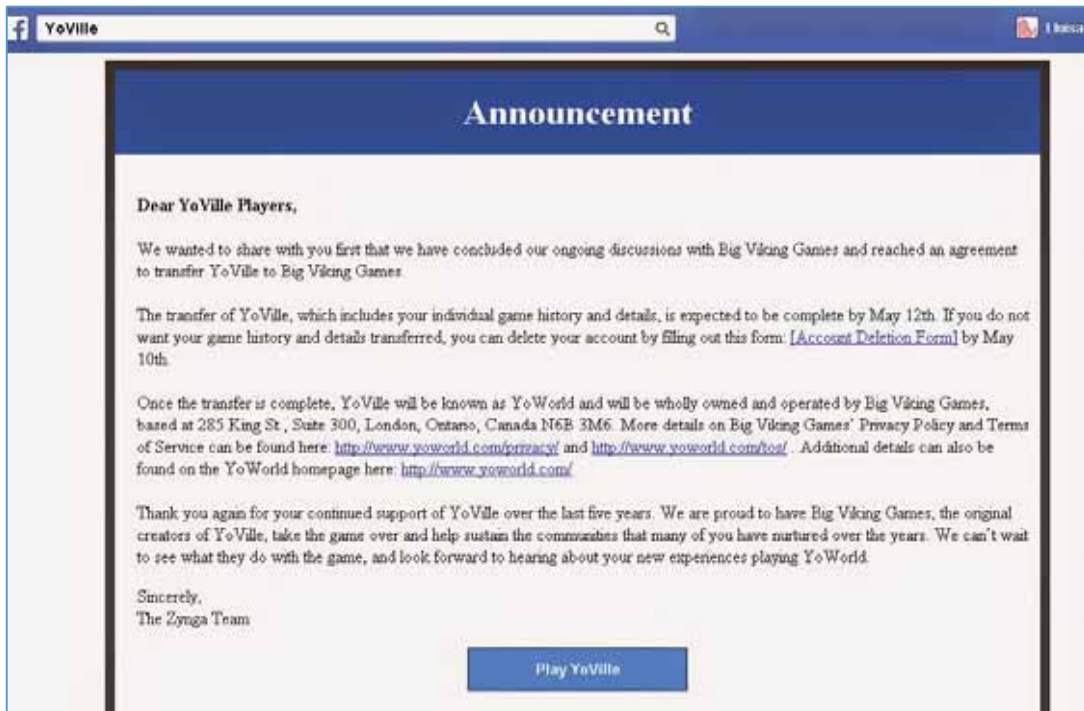 f YoVille
Announcement
Dear YoVille Players,
We wanted to share with you first that we have concluded our ongoing discussions with Big Viking Games and reached an agreement
to transfer YoVille to Big Viking Games.
The transfer of YoVille, which includes your individual game history and details, is expected to be complete by May 12th. If you do not
want your game history and details transferred, you can delete your account by filling out this form: [Account Deletion Form] by May
10th.
Once the transfer is complete, YoVille will be known as YoWorld and will be wholly owned and operated by Big Viking Games,
based at 285 King St., Suite 300, London, Ontario, Canada N6B 3M6. More details on Big Viking Games' Privacy Policy and Terms
of Service can be found here: http://www.yoworld.com/privacy/ and http://www.yoworld.com/tos/ . Additional details can also be
found on the YoWorld homepage here: http://www.yoworld.com/
Thank you again for your continued support of YoVille over the last five years. We are proud to have Big Viking Games, the original
creators of YoVille, take the game over and help sustain the communities that many of you have nurtured over the years. We can't wait
to see what they do with the game, and look forward to hearing about your new experiences playing YoWorld.
Sincerely,
The Zynga Team
Play YoVille